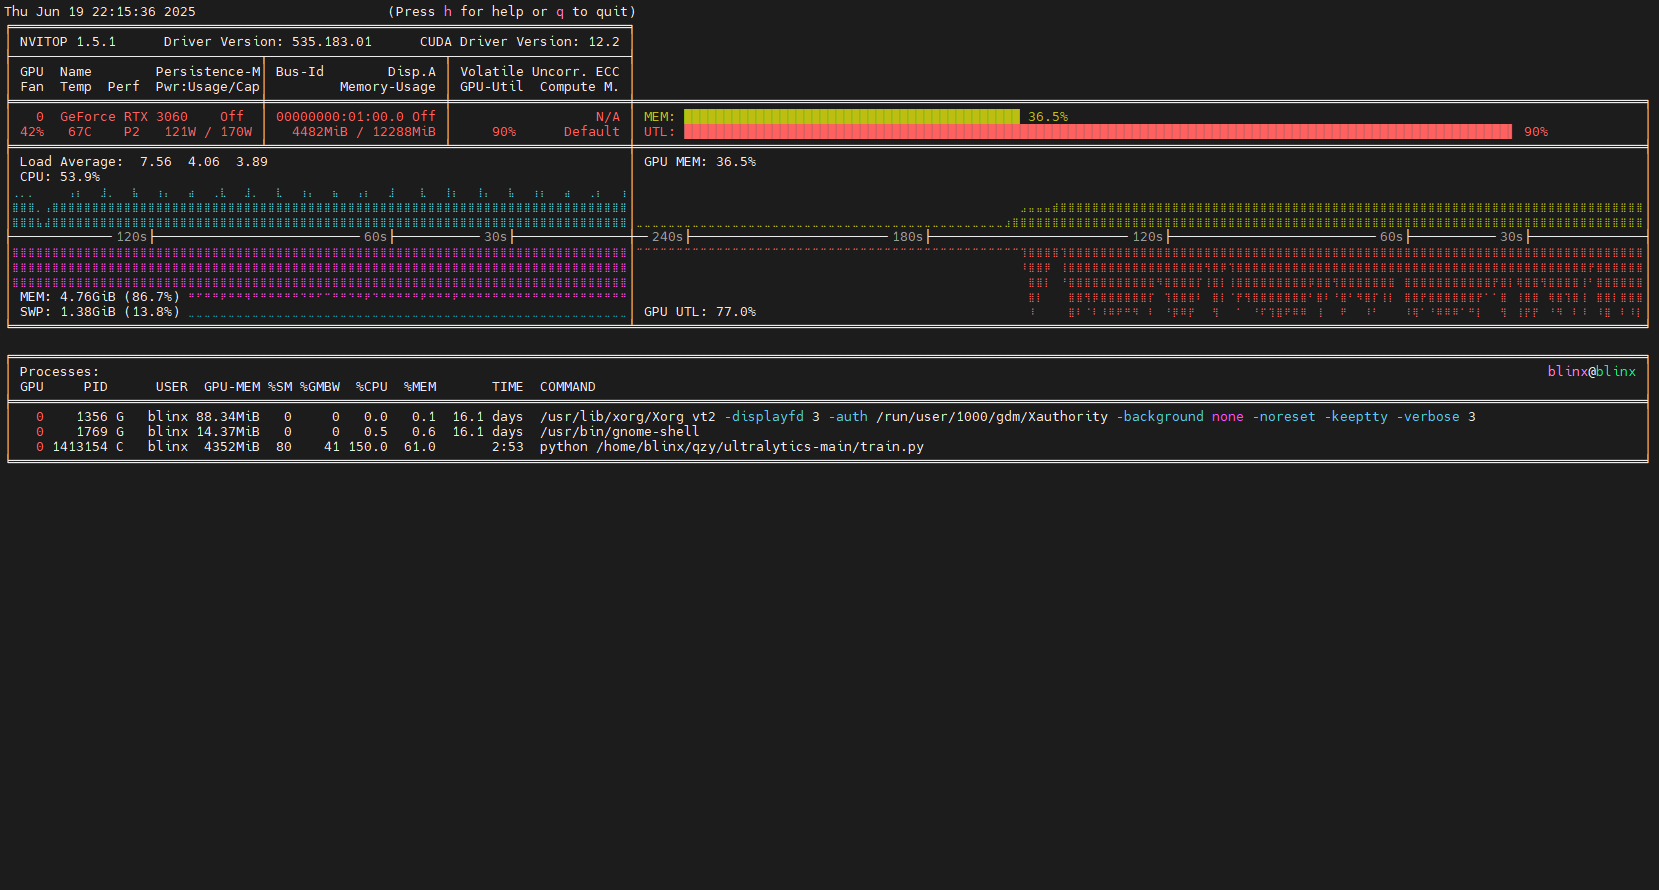 Thu Jun 19 22:15:36 2025 (Press h for help or q to quit)
NVITOP 1.5.1 Driver Version: 535.183.01 CUDA Driver Version: 12.2
GPU Name Persistence-M Bus-Id Disp.A Volatile Uncorr. ECC
Fan Temp Perf Pwr:Usage/Cap Memory-Usage GPU-Util Compute M.
0 GeForce RTX 3060 Off 00000000:01:00.0 Off N/A MEM: 36.5%
42% 67C P2 121W / 170W 4482MiB / 12288MiB 90% Default UTL: 90%
Load Average: 7.56 4.06 3.89 GPU MEM: 36.5%
CPU: 53.9%
120s 60s 30s 240s 180s 120s 60s 30s
MEM: 4.76GiB (86.7%)
SWP: 1.38GiB (13.8%) GPU UTL: 77.0%
Processes: blinx@blinx
GPU PID USER GPU-MEM %SM %GMBW %CPU %MEM TIME COMMAND
0 1356 G blinx 88.34MiB 0 0 0.0 0.1 16.1 days /usr/lib/xorg/Xorg vt2 -displayfd 3 -auth /run/user/1000/gdm/Xauthority -background none -noreset -keeptty -verbose 3
0 1769 G blinx 14.37MiB 0 0 0.5 0.6 16.1 days /usr/bin/gnome-shell
0 1413154 C blinx 4352MiB 80 41 150.0 61.0 2:53 python /home/blinx/qzy/ultralytics-main/train.py